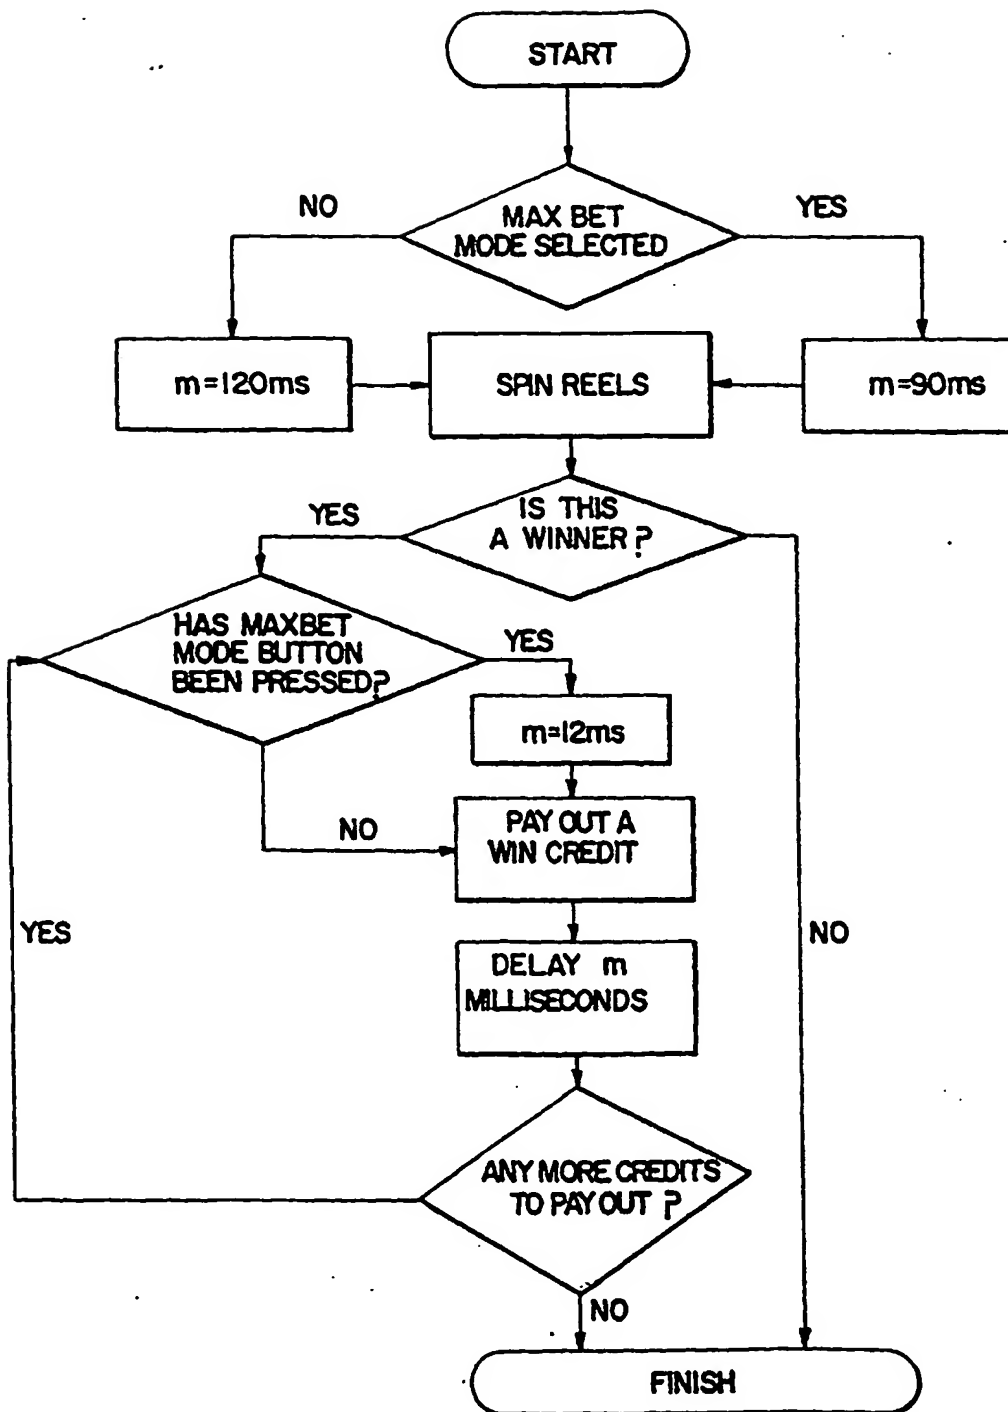 START
NO
YES
MAX BET
MODE SELECTED
m=120ms
SPIN REELS
m=90ms
YES
IS THIS
A WINNER?
HAS MAXBET
MODE BUTTON
BEEN PRESSED?
YES
m=12ms
NO
PAY OUT A
WIN CREDIT
YES
NO
DELAY m
MILLISECONDS
ANY MORE CREDITS
TO PAY OUT ?
NO
FINISH